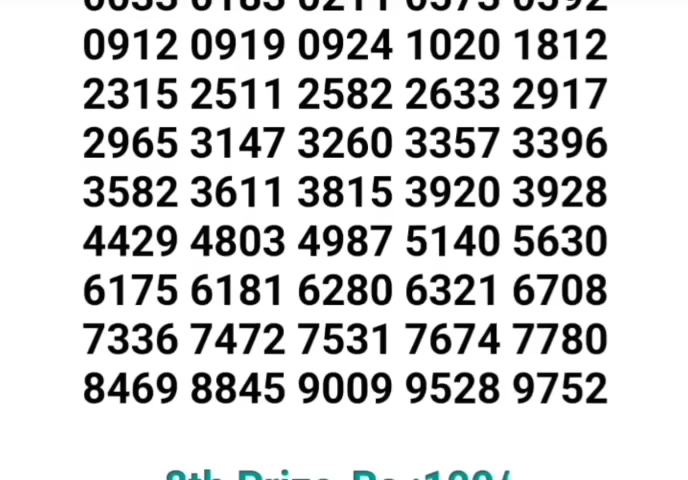 0912 0919 0924 1020 1812
2315 2511 2582 2633 2917
2965 3147 3260 3357 3396
3582 3611 3815 3920 3928
4429 4803 4987 5140 5630
6175 6181 6280 6321 6708
7336 7472 7531 7674 7780
8469 8845 9009 9528 9752